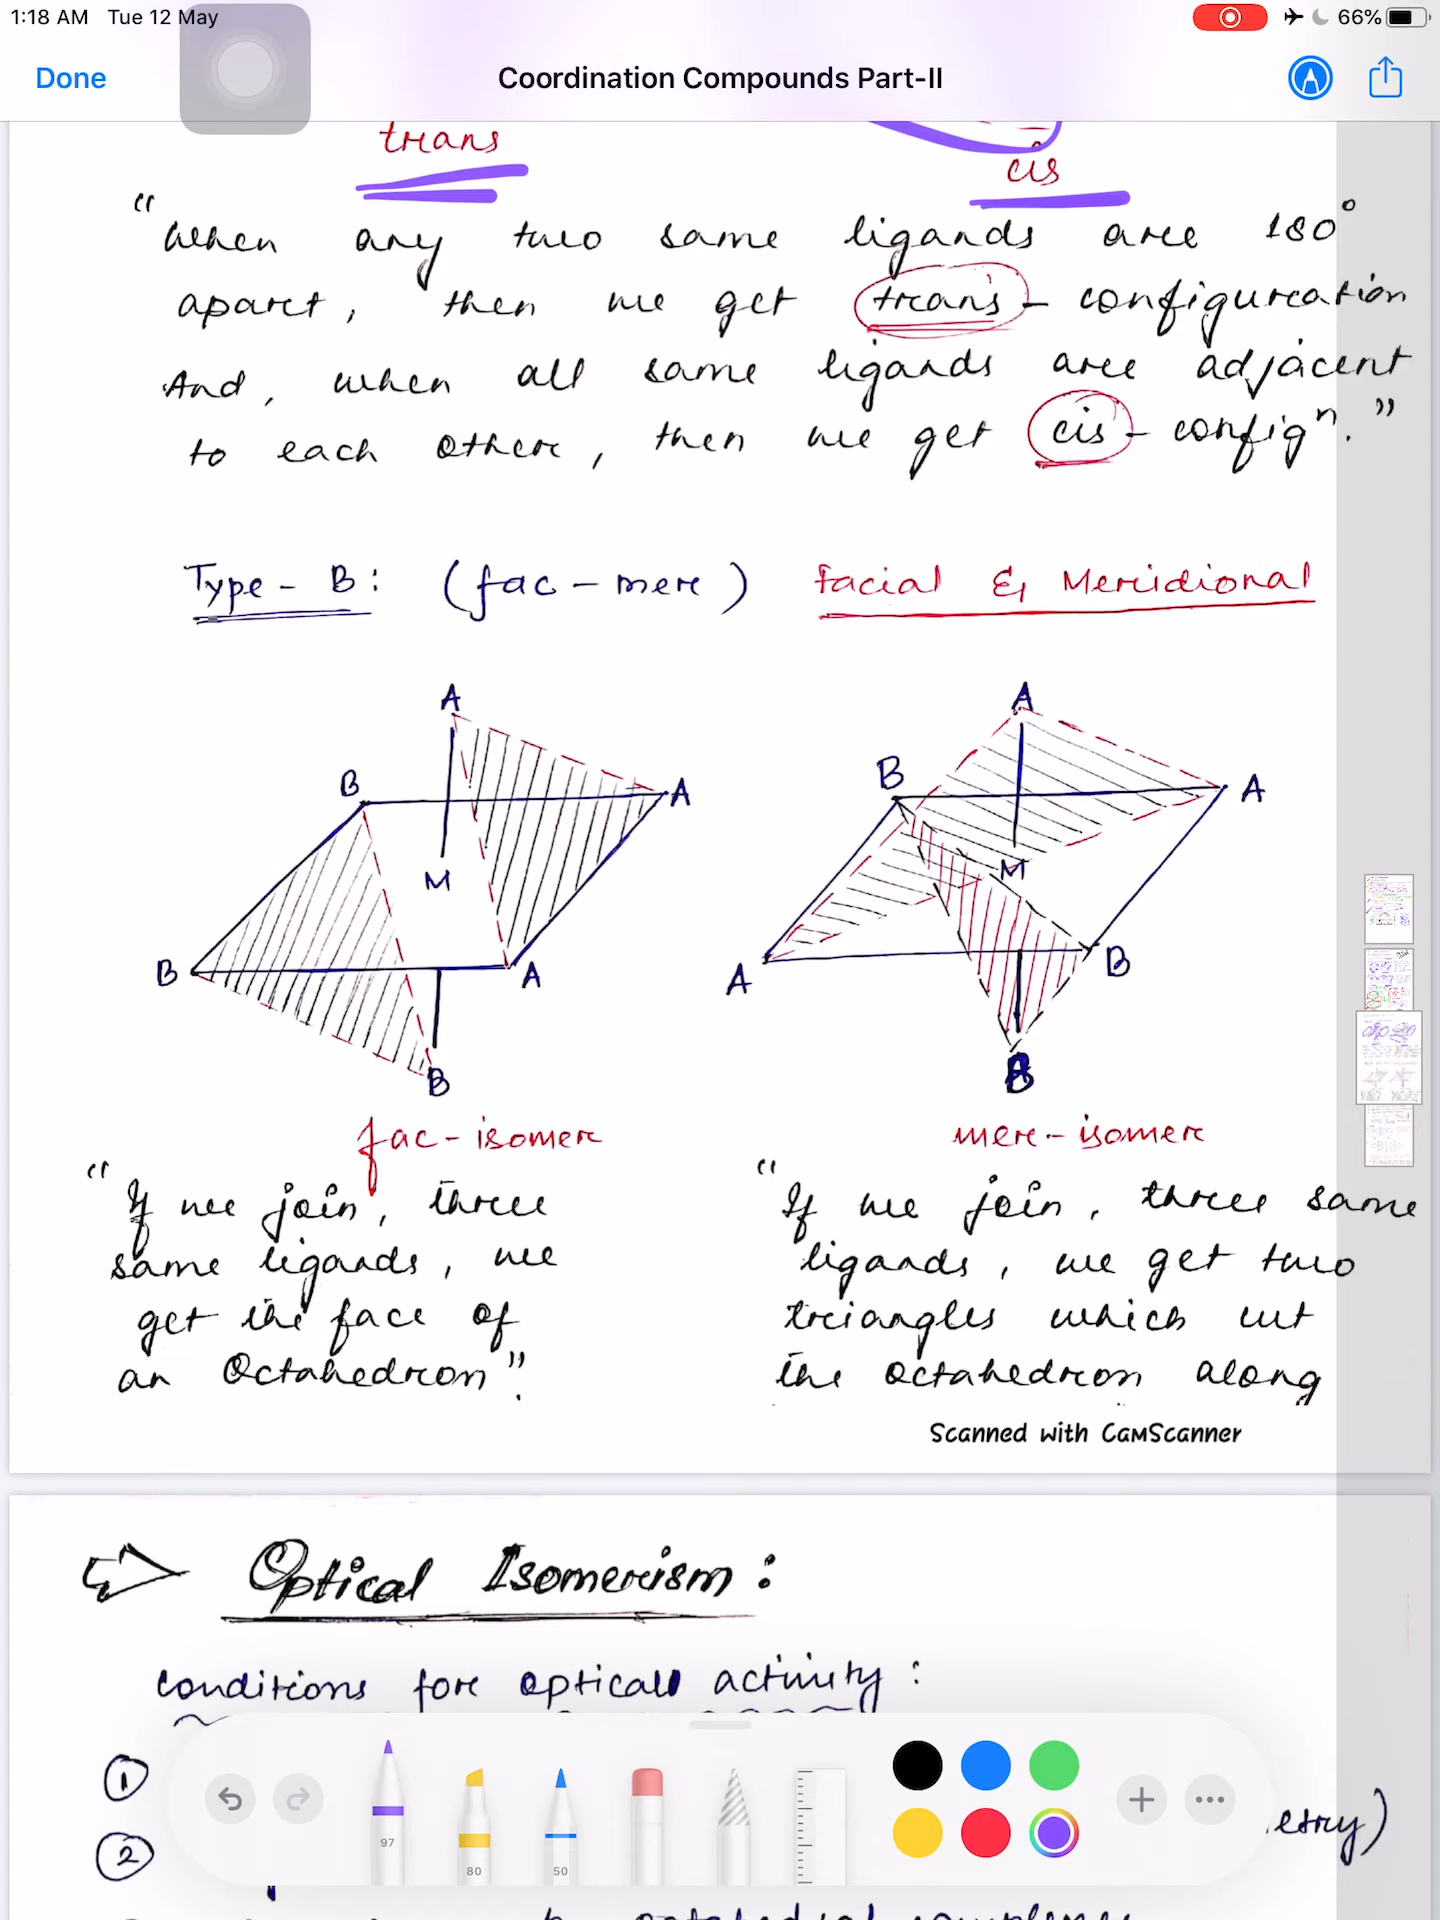 1:18 AM Tue 12 May
66%
Done
Coordination Compounds Part-II
trans
cis
"When any two same ligands are 180°
apart, then we get trans - configuration
And, when all same ligands are adjacent
to each other, then we get cis - configⁿ."
Type - B: (fac - mer) Facial & Meridional
A
A
B
B
A
A
M
M
B
A
A
B
B
B
fac - isomer
mer - isomer
"If we join, three
same ligands, we
get the face of
an Octahedron".
"If we join, three same
ligands, we get two
triangles which cut
the octahedron along
Scanned with CamScanner
Optical Isomerism:
conditions for optical activity:
1
2
etry)
97
80
50
octahedral complexes